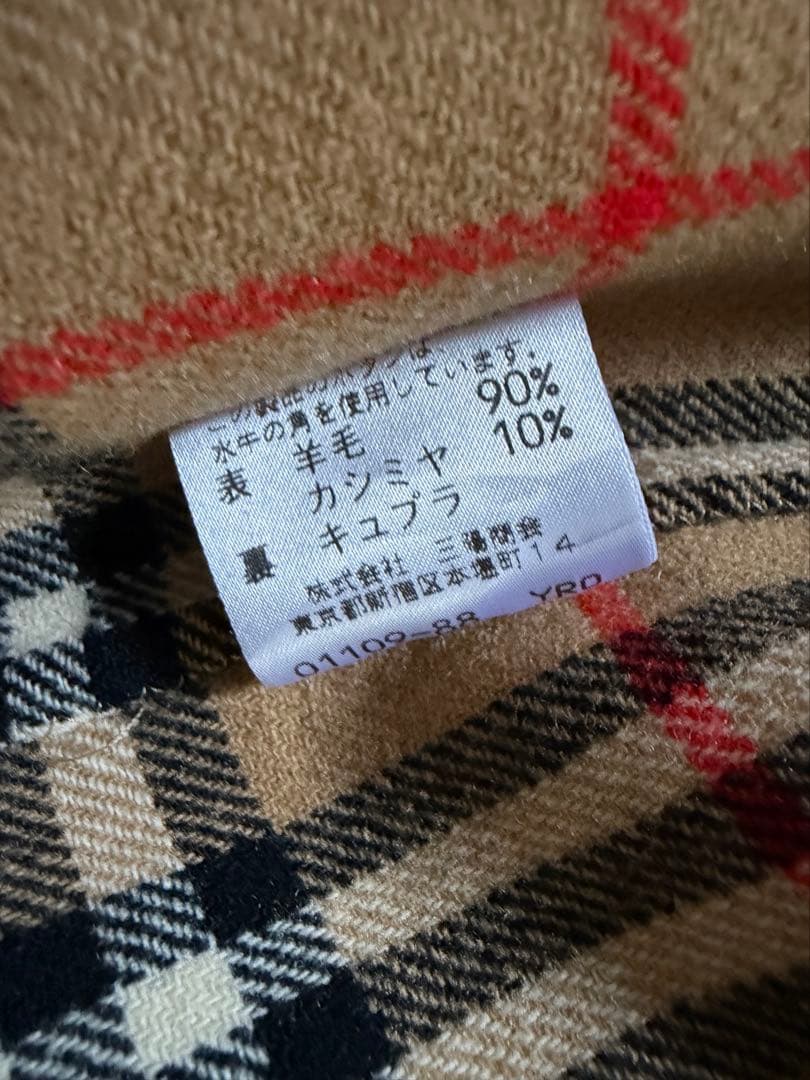 この製品のボタンは、
水牛の角を使用しています。
表 羊毛 90%
カシミヤ 10%
裏 キュプラ
株式会社 三陽商会
東京都新宿区本塩町14
01109-88 YRO